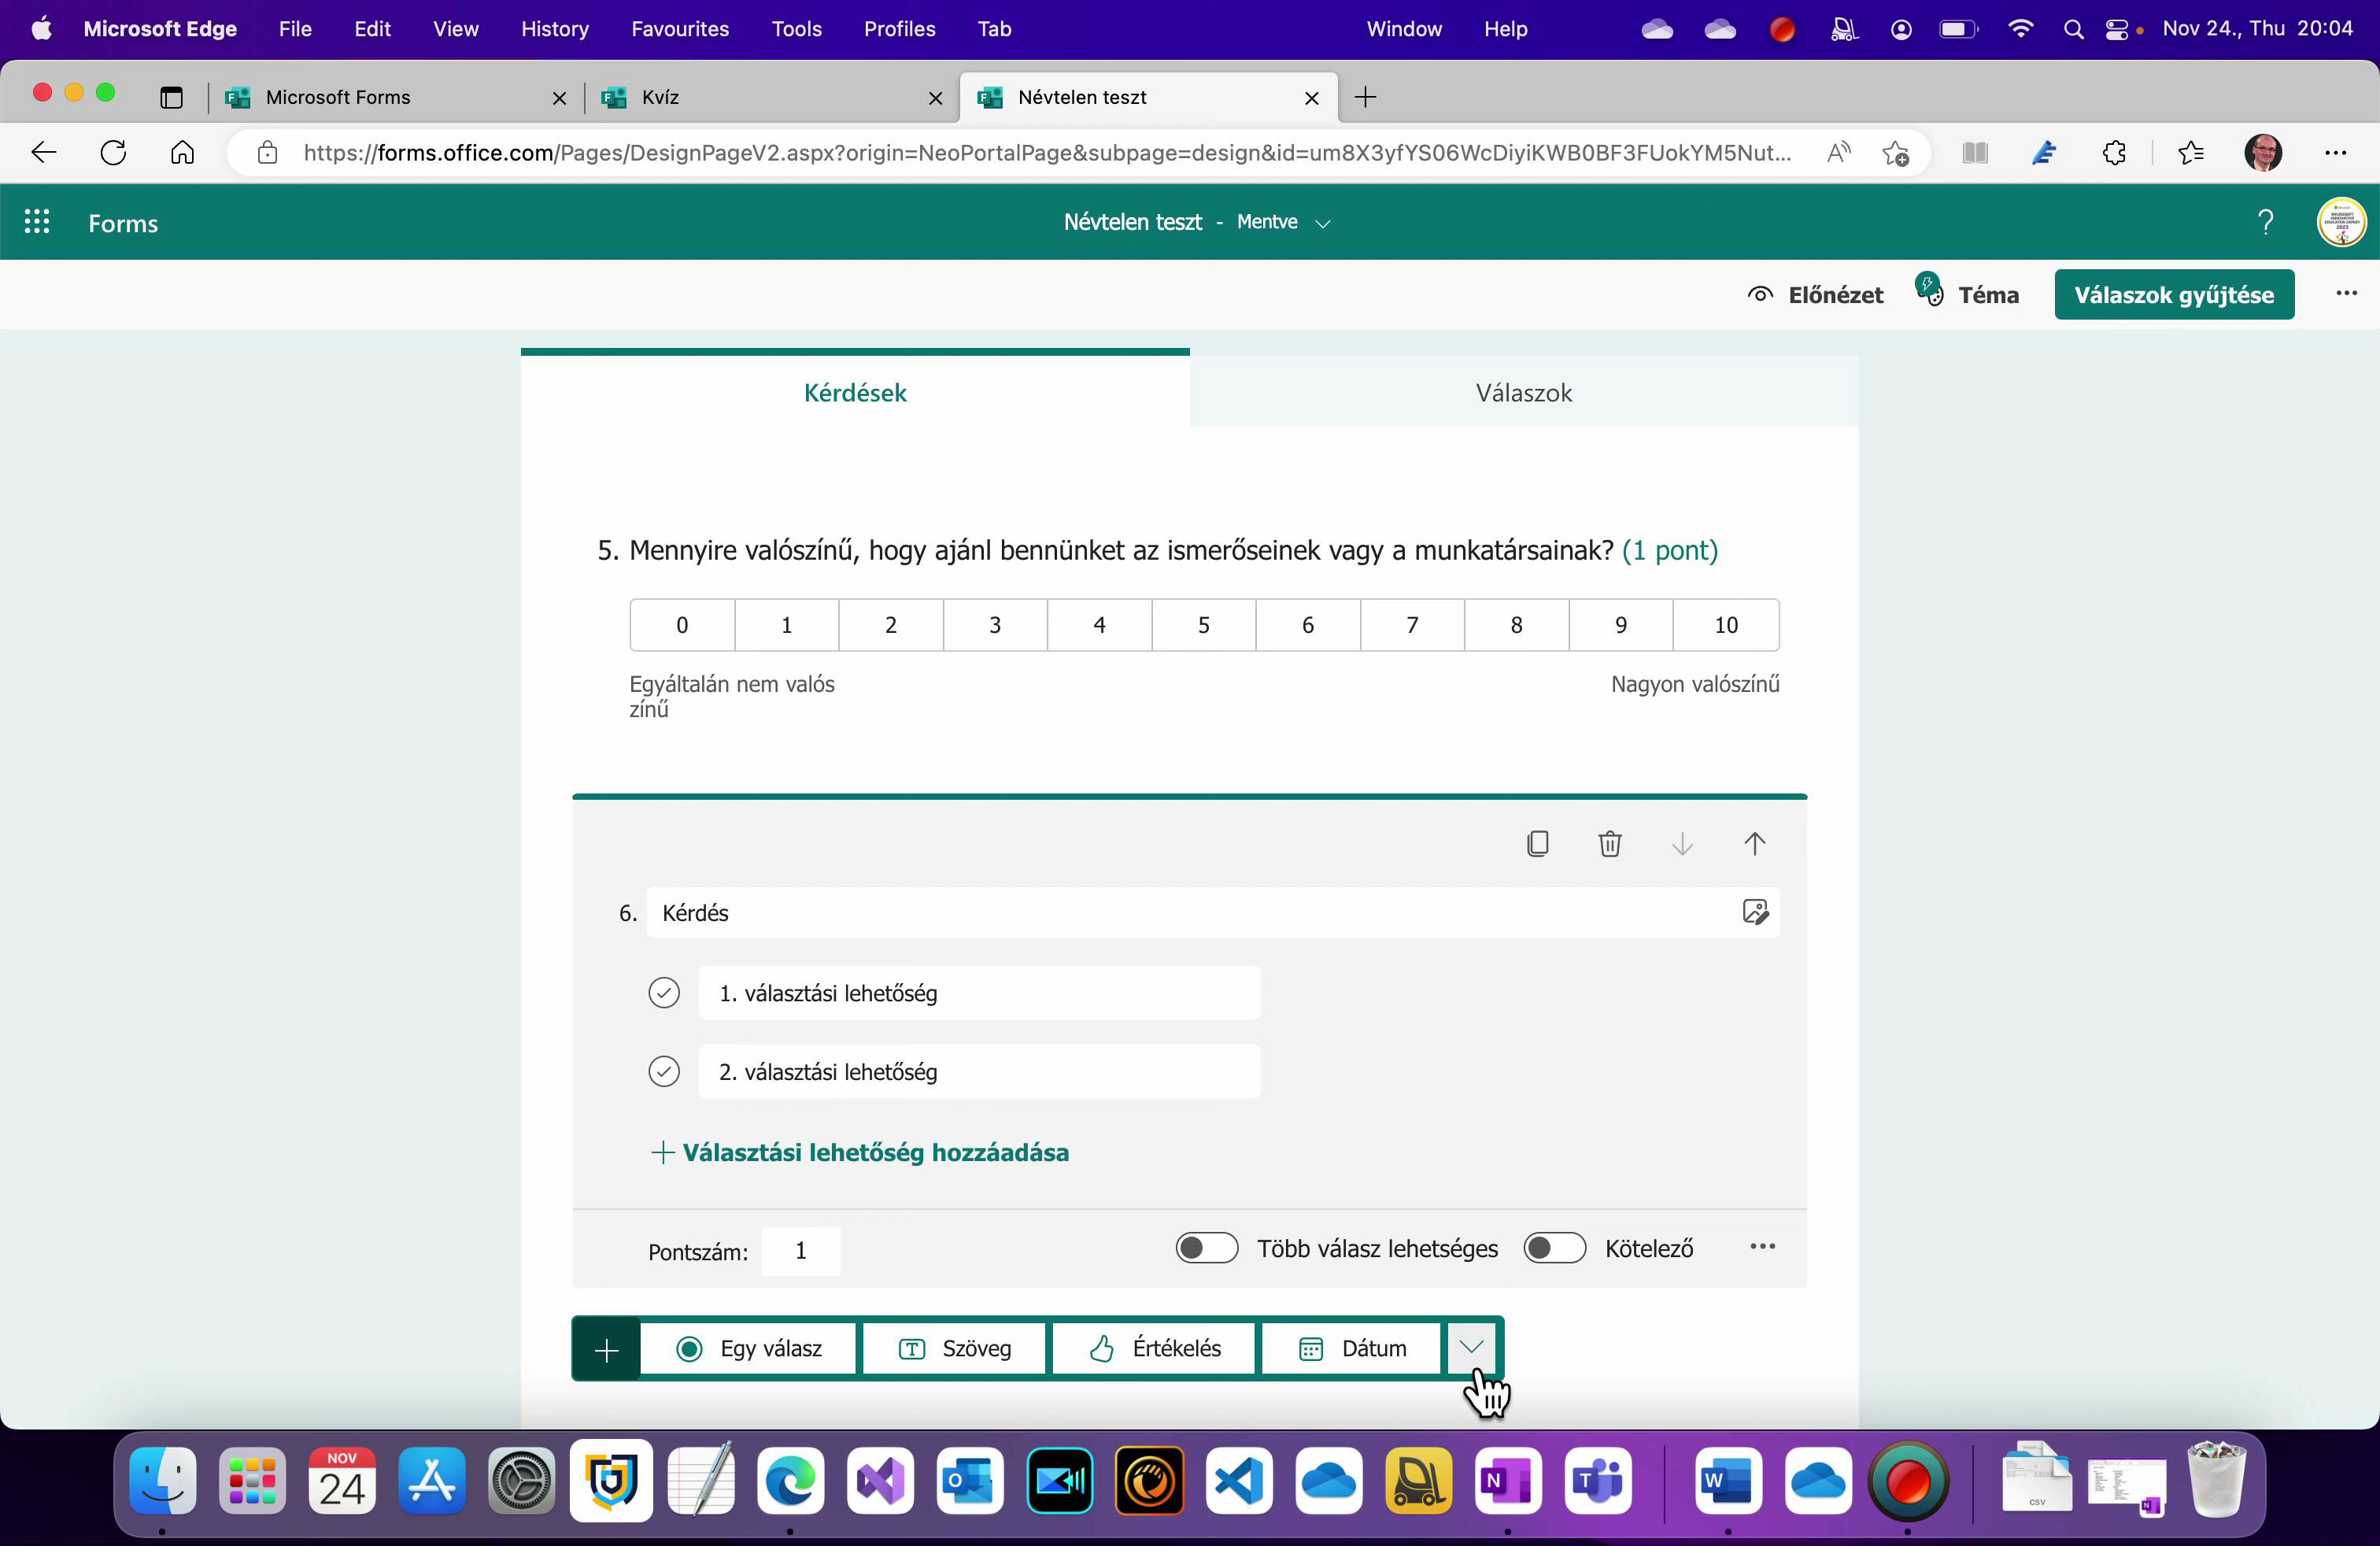 Microsoft Edge File Edit View History Favourites Tools Profiles Tab Window Help Nov 24., Thu 20:04
Microsoft Forms Kvíz Névtelen teszt
https://forms.office.com/Pages/DesignPageV2.aspx?origin=NeoPortalPage&subpage=design&id=um8X3yfYS06WcDiyiKWB0BF3FUokYM5Nut...
Forms Névtelen teszt - Mentve ?
Előnézet Téma Válaszok gyűjtése
Kérdések Válaszok
5. Mennyire valószínű, hogy ajánl bennünket az ismerőseinek vagy a munkatársainak? (1 pont)
0 1 2 3 4 5 6 7 8 9 10
Egyáltalán nem valós Nagyon valószínű
zínű
6. Kérdés
1. választási lehetőség
2. választási lehetőség
Választási lehetőség hozzáadása
Pontszám: 1 Több válasz lehetséges Kötelező
Egy válasz Szöveg Értékelés Dátum
NOV
24
CSV